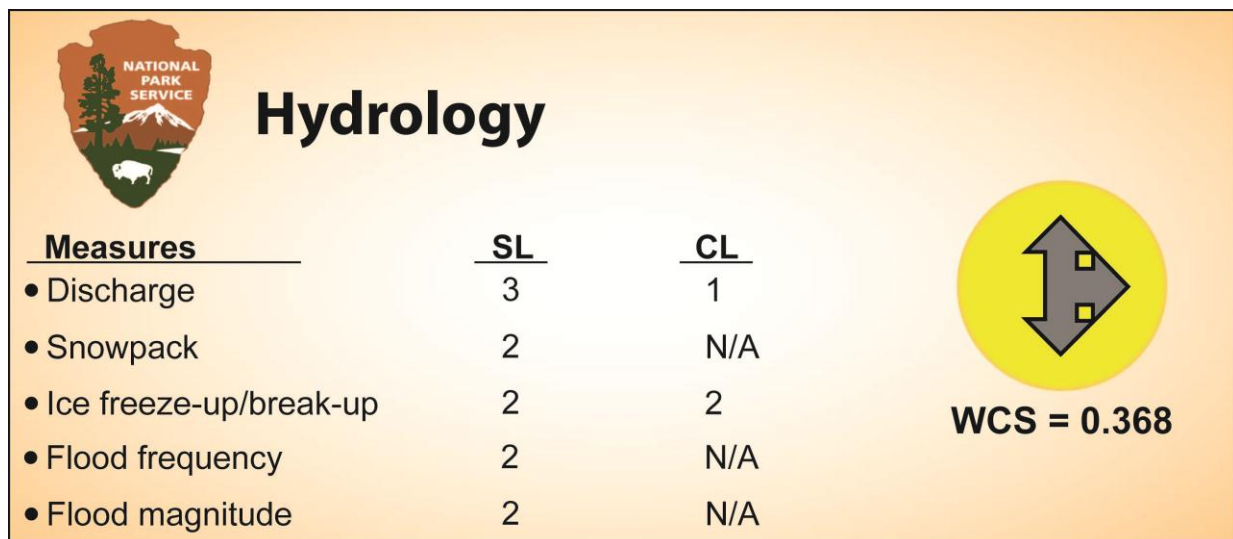 NATIONAL
PARK
SERVICE
Hydrology
Measures SL CL
• Discharge 3 1
• Snowpack 2 N/A
• Ice freeze-up/break-up 2 2
• Flood frequency 2 N/A
• Flood magnitude 2 N/A
WCS = 0.368